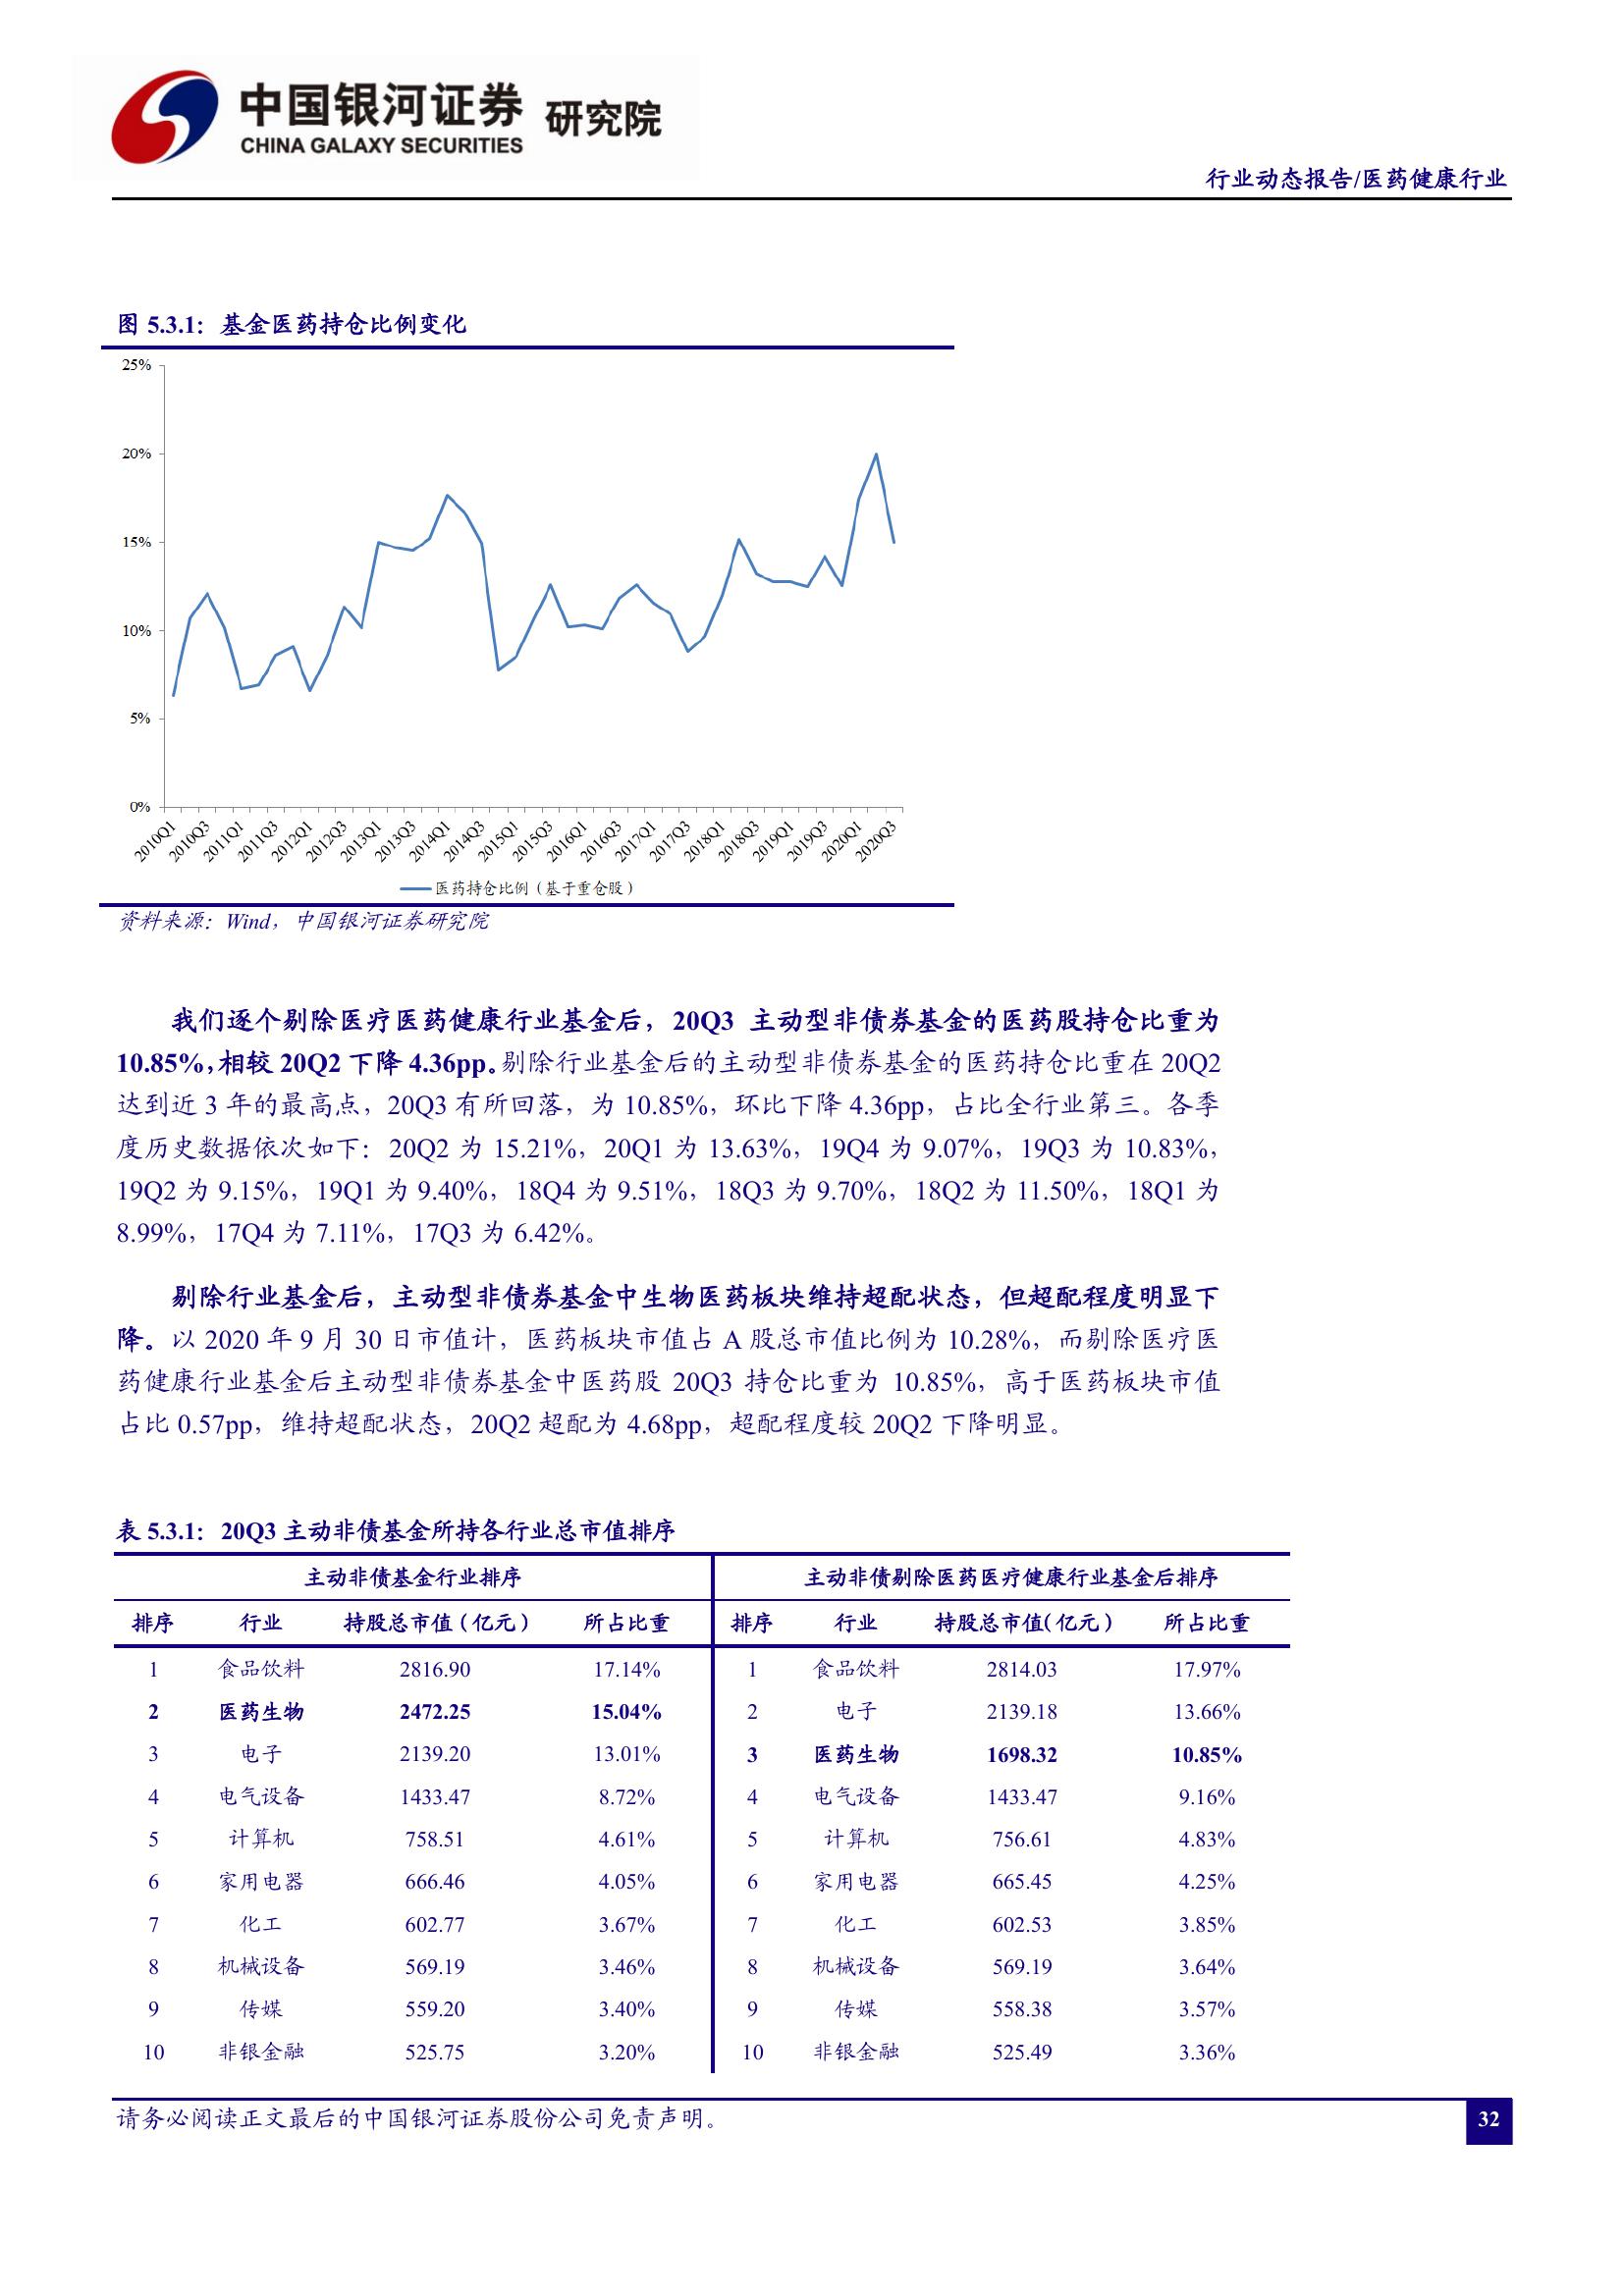 中国银河证券 研究院
CHINA GALAXY SECURITIES
行业动态报告/医药健康行业
图 5.3.1：基金医药持仓比例变化
25%
20%
15%
10%
5%
0%
2010Q1 2010Q3 2011Q1 2011Q3 2012Q1 2012Q3 2013Q1 2013Q3 2014Q1 2014Q3 2015Q1 2015Q3 2016Q1 2016Q3 2017Q1 2017Q3 2018Q1 2018Q3 2019Q1 2019Q3 2020Q1 2020Q3
医药持仓比例（基于重仓股）
资料来源：Wind，中国银河证券研究院
我们逐个剔除医疗医药健康行业基金后，20Q3 主动型非债券基金的医药股持仓比重为
10.85%，相较 20Q2 下降 4.36pp。剔除行业基金后的主动型非债券基金的医药持仓比重在 20Q2
达到近 3 年的最高点，20Q3 有所回落，为 10.85%，环比下降 4.36pp，占比全行业第三。各季
度历史数据依次如下：20Q2 为 15.21%，20Q1 为 13.63%，19Q4 为 9.07%，19Q3 为 10.83%，
19Q2 为 9.15%，19Q1 为 9.40%，18Q4 为 9.51%，18Q3 为 9.70%，18Q2 为 11.50%，18Q1 为
8.99%，17Q4 为 7.11%，17Q3 为 6.42%。
剔除行业基金后，主动型非债券基金中生物医药板块维持超配状态，但超配程度明显下
降。以 2020 年 9 月 30 日市值计，医药板块市值占 A 股总市值比例为 10.28%，而剔除医疗医
药健康行业基金后主动型非债券基金中医药股 20Q3 持仓比重为 10.85%，高于医药板块市值
占比 0.57pp，维持超配状态，20Q2 超配为 4.68pp，超配程度较 20Q2 下降明显。
表 5.3.1：20Q3 主动非债基金所持各行业总市值排序
主动非债基金行业排序 主动非债剔除医药医疗健康行业基金后排序
排序 行业 持股总市值（亿元） 所占比重 排序 行业 持股总市值（亿元） 所占比重
1 食品饮料 2816.90 17.14% 1 食品饮料 2814.03 17.97%
2 医药生物 2472.25 15.04% 2 电子 2139.18 13.66%
3 电子 2139.20 13.01% 3 医药生物 1698.32 10.85%
4 电气设备 1433.47 8.72% 4 电气设备 1433.47 9.16%
5 计算机 758.51 4.61% 5 计算机 756.61 4.83%
6 家用电器 666.46 4.05% 6 家用电器 665.45 4.25%
7 化工 602.77 3.67% 7 化工 602.53 3.85%
8 机械设备 569.19 3.46% 8 机械设备 569.19 3.64%
9 传媒 559.20 3.40% 9 传媒 558.38 3.57%
10 非银金融 525.75 3.20% 10 非银金融 525.49 3.36%
请务必阅读正文最后的中国银河证券股份公司免责声明。
32